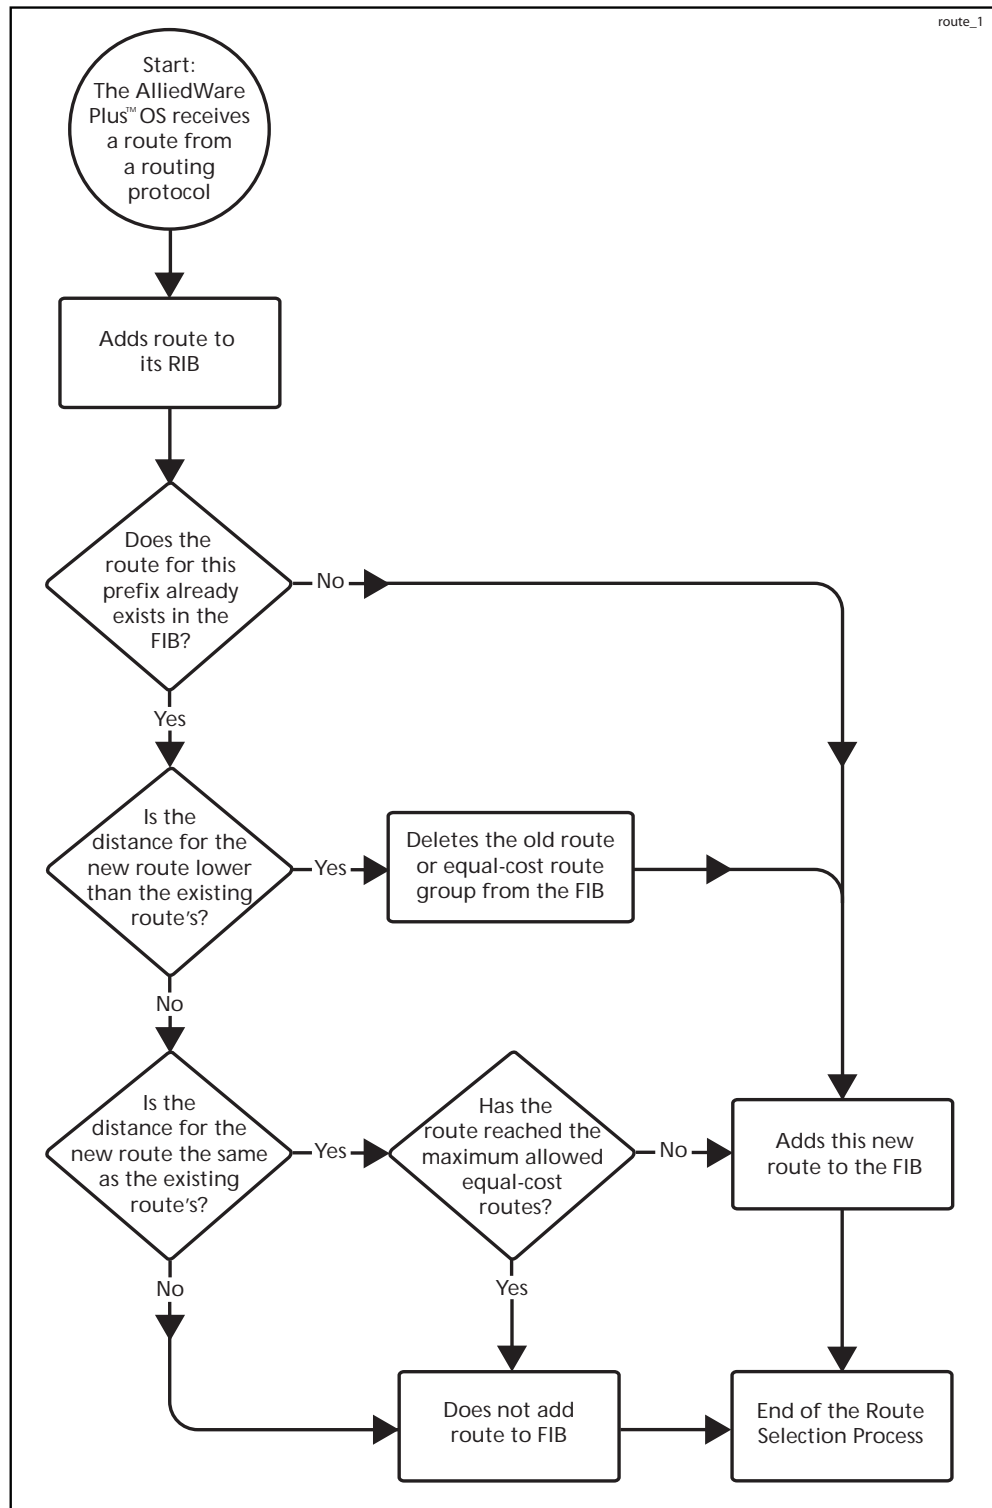 route_1
Start:
The AlliedWare
Plus™ OS receives
a route from
a routing
protocol
Adds route to
its RIB
Does the
route for this
prefix already
exists in the
FIB?
No
Yes
Is the
distance for the
new route lower
than the existing
route's?
Yes
Deletes the old route
or equal-cost route
group from the FIB
No
Is the
distance for the
new route the same
as the existing
route's?
Yes
Has the
route reached the
maximum allowed
equal-cost
routes?
No
Adds this new
route to the FIB
No
Yes
Does not add
route to FIB
End of the Route
Selection Process